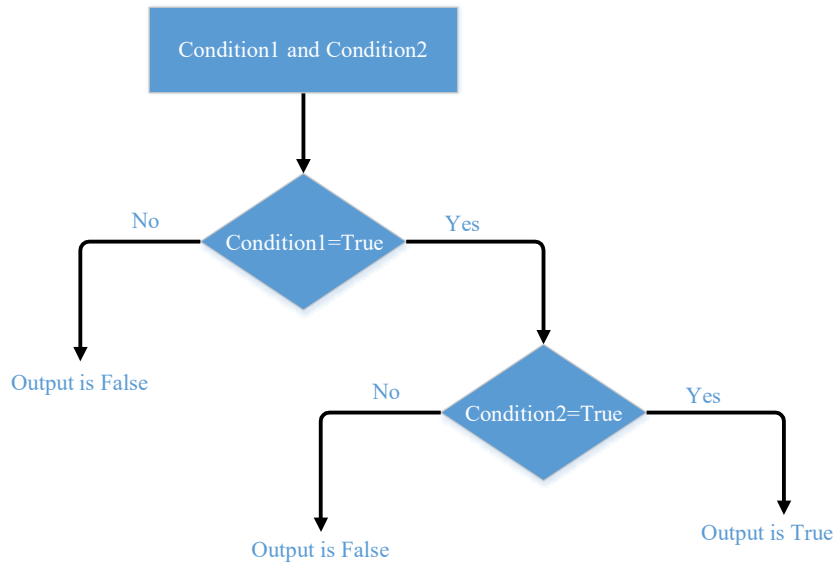 Condition1 and Condition2
No
Yes
Condition1=True
Output is False
No
Yes
Condition2=True
Output is False
Output is True